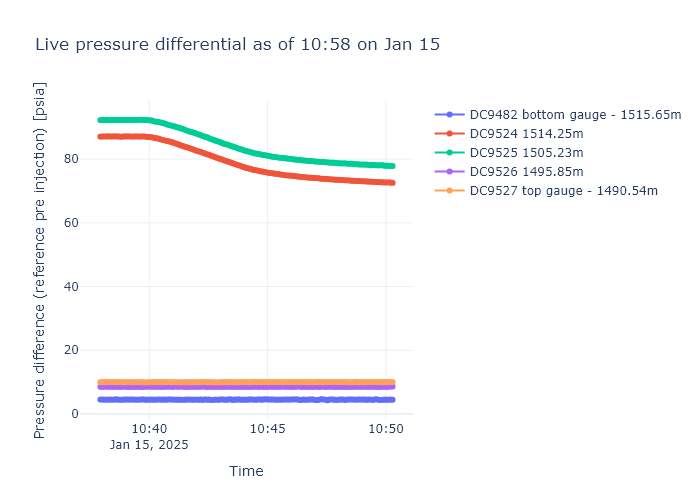 Live pressure differential as of 10:58 on Jan 15
Pressure difference (reference pre injection) [psia]
80
60
40
20
0
10:40
Jan 15, 2025
10:45
10:50
Time
DC9482 bottom gauge - 1515.65m
DC9524 1514.25m
DC9525 1505.23m
DC9526 1495.85m
DC9527 top gauge - 1490.54m